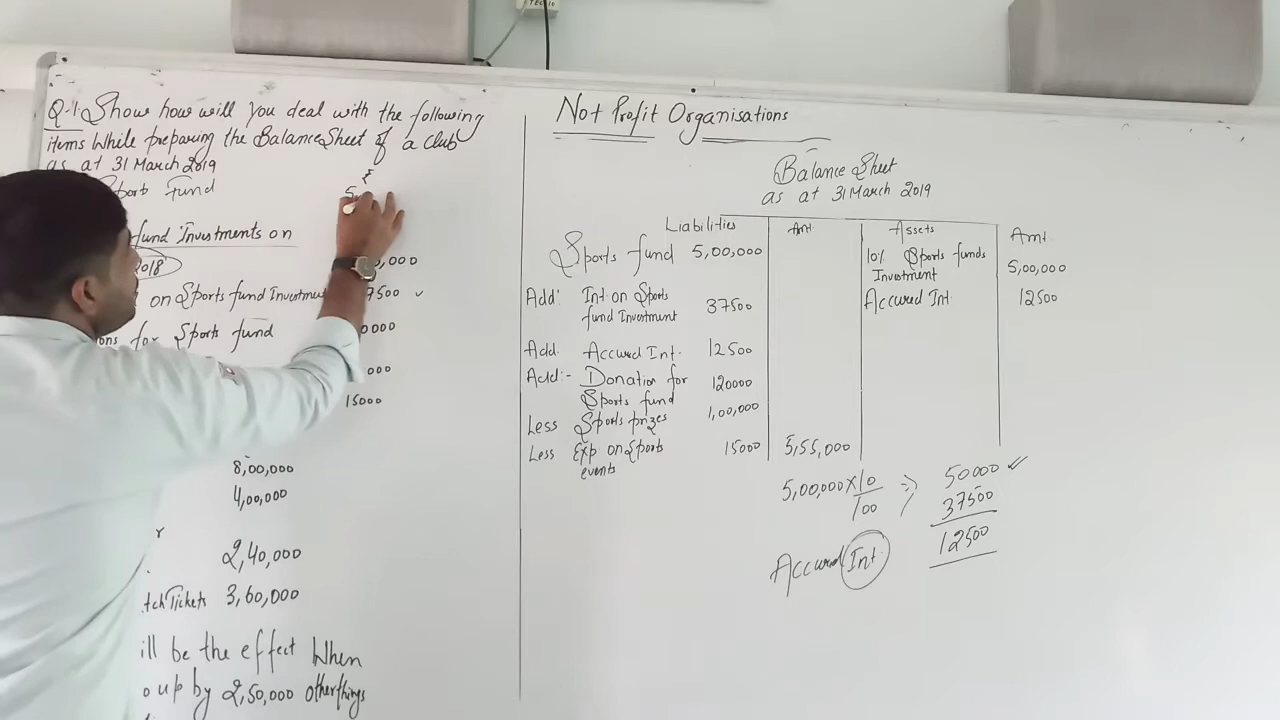 Q.1 Show how will you deal with the following
items While preparing the Balance Sheet of a club
as at 31 March 2019
Sports Fund
₹
5
fund Investments on
2018
,000
on Sports fund Investment 7500 ✓
for Sports fund 0000
000
15000
8,00,000
4,00,000
2,40,000
Tickets 3,60,000
ill be the effect When
up by 2,50,000 other things
Not Profit Organisations
Balance Sheet
as at 31 March 2019
Liabilities Amt. Assets Amt.
Sports fund 5,00,000 10% Sports funds
Investment 5,00,000
Add: Int on Sports
fund Investment 37500 Accured Int. 12500
Add. Accured Int. 12500
Add:- Donation for
Sports fund 120000
Less Sports prizes 1,00,000
Less Exp on Sports
events 15000 5,55,000
5,00,000 x 10
100
50000 ✓
37500
12500
Accured Int.